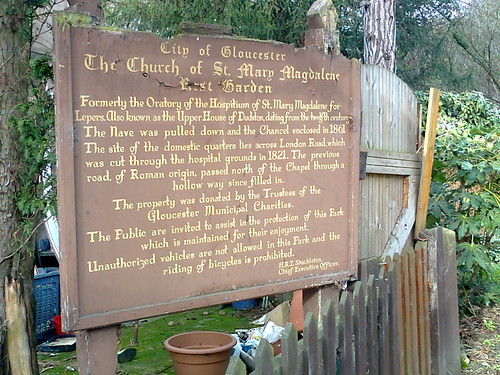 City of Gloucester
The Church of St. Mary Magdalene
Rest Garden
Formerly the Oratory of the Hospitium of St. Mary Magdalene for
Lepers. Also known as the Upper House of Dudston, dating from the twelfth century
The Nave was pulled down and the Chancel enclosed in 1861
The site of the domestic quarters lies across London Road, which
was cut through the hospital grounds in 1821. The previous
road, of Roman origin, passed north of the Chapel through a
hollow way since filled in.
The property was donated by the Trustees of the
Gloucester Municipal Charities.
The Public are invited to assist in the protection of this Park
which is maintained for their enjoyment.
Unauthorized vehicles are not allowed in this Park and the
riding of bicycles is prohibited.
H.R.T. Shackleton,
Chief Executive Officer.